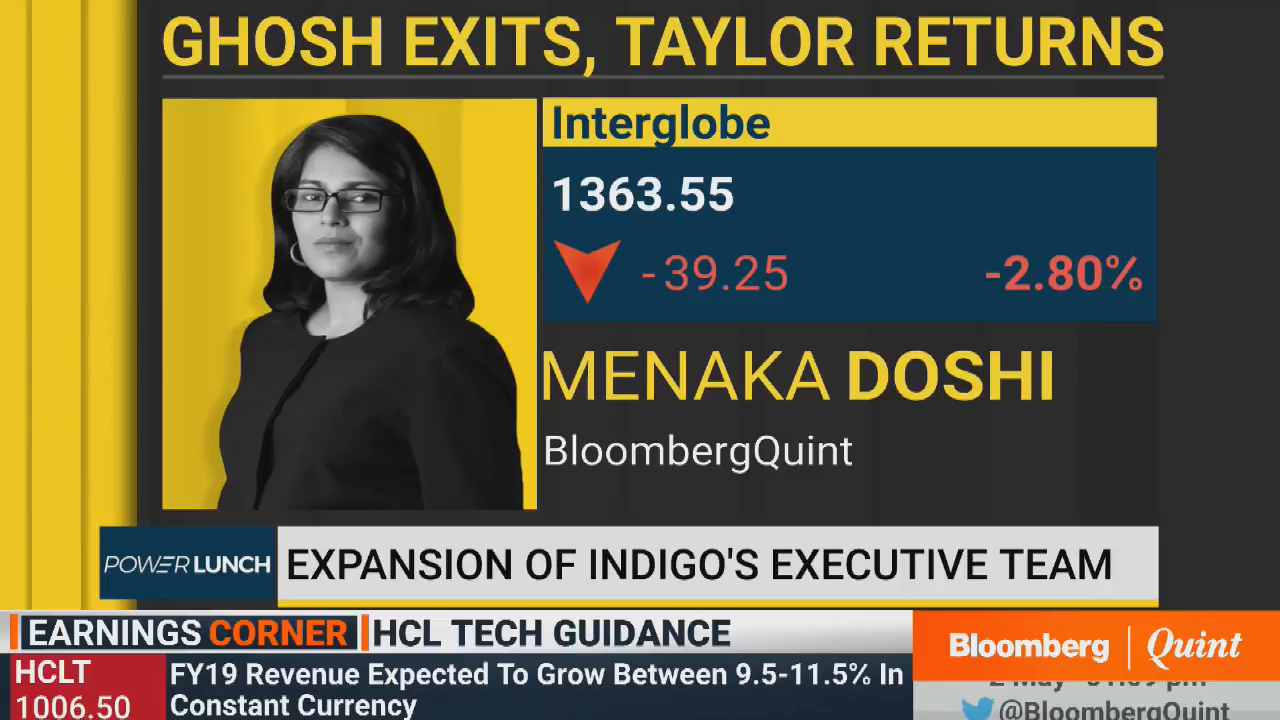 GHOSH EXITS, TAYLOR RETURNS
Interglobe
1363.55
-39.25 -2.80%
MENAKA DOSHI
BloombergQuint
POWER LUNCH EXPANSION OF INDIGO'S EXECUTIVE TEAM
EARNINGS CORNER HCL TECH GUIDANCE
Bloomberg | Quint
HCLT
1006.50
FY19 Revenue Expected To Grow Between 9.5-11.5% In
Constant Currency
@BloombergQuint